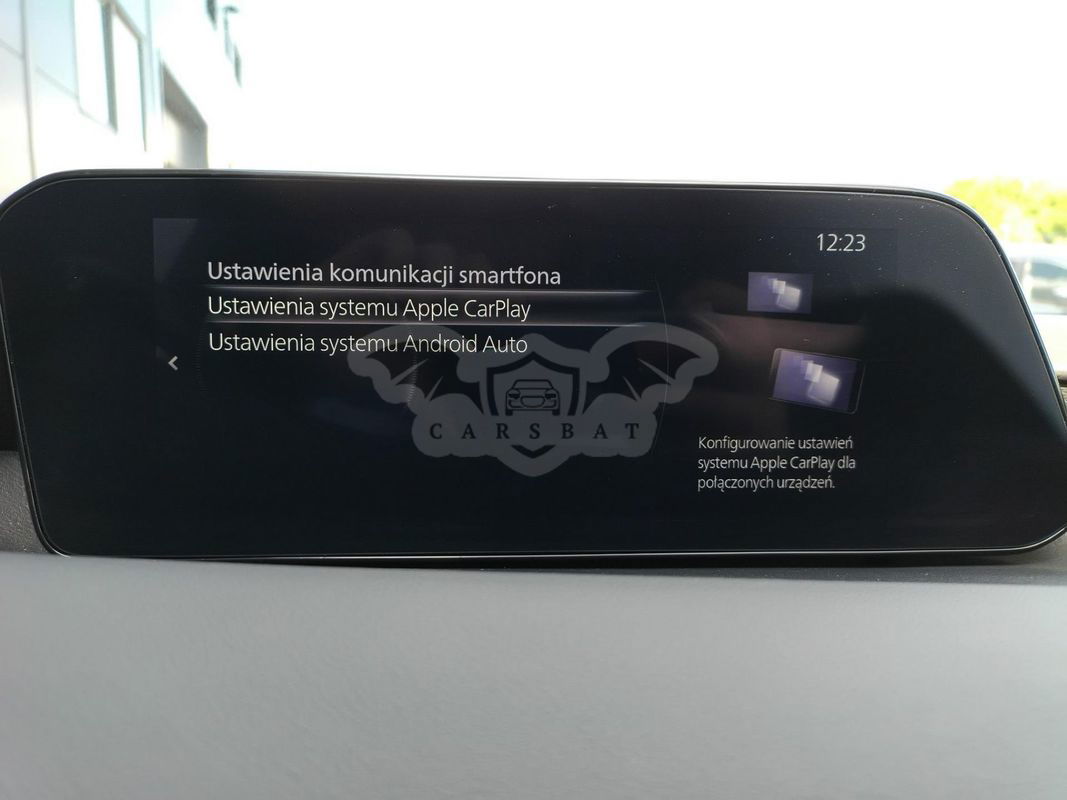 12:23
Ustawienia komunikacji smartfona
Ustawienia systemu Apple CarPlay
Ustawienia systemu Android Auto
CARSBAT
Konfigurowanie ustawień
systemu Apple CarPlay dla
połączonych urządzeń.